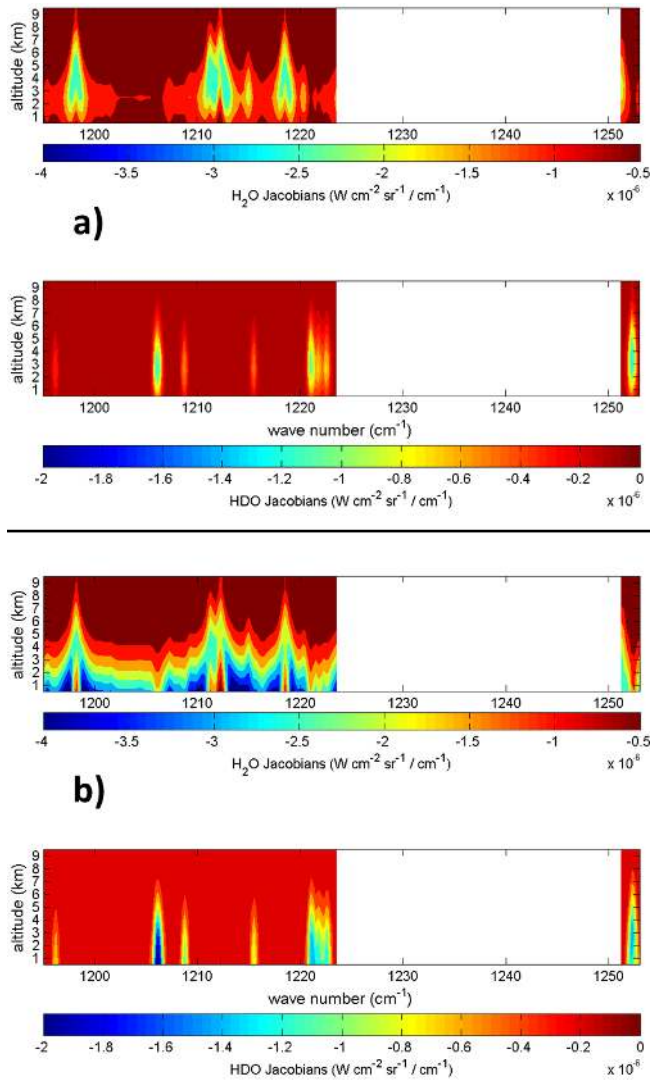 altitude (km)
9
8
7
6
5
4
3
2
1
1200 1210 1220 1230 1240 1250
-4 -3.5 -3 -2.5 -2 -1.5 -1 -0.5
H₂O Jacobians (W cm⁻² sr⁻¹ / cm⁻¹) x 10⁻⁶
a)
altitude (km)
9
8
7
6
5
4
3
2
1
1200 1210 1220 1230 1240 1250
wave number (cm⁻¹)
-2 -1.8 -1.6 -1.4 -1.2 -1 -0.8 -0.6 -0.4 -0.2 0
HDO Jacobians (W cm⁻² sr⁻¹ / cm⁻¹) x 10⁻⁶
altitude (km)
9
8
7
6
5
4
3
2
1
1200 1210 1220 1230 1240 1250
-4 -3.5 -3 -2.5 -2 -1.5 -1 -0.5
H₂O Jacobians (W cm⁻² sr⁻¹ / cm⁻¹) x 10⁻⁶
b)
altitude (km)
9
8
7
6
5
4
3
2
1
1200 1210 1220 1230 1240 1250
wave number (cm⁻¹)
-2 -1.8 -1.6 -1.4 -1.2 -1 -0.8 -0.6 -0.4 -0.2 0
HDO Jacobians (W cm⁻² sr⁻¹ / cm⁻¹) x 10⁻⁶